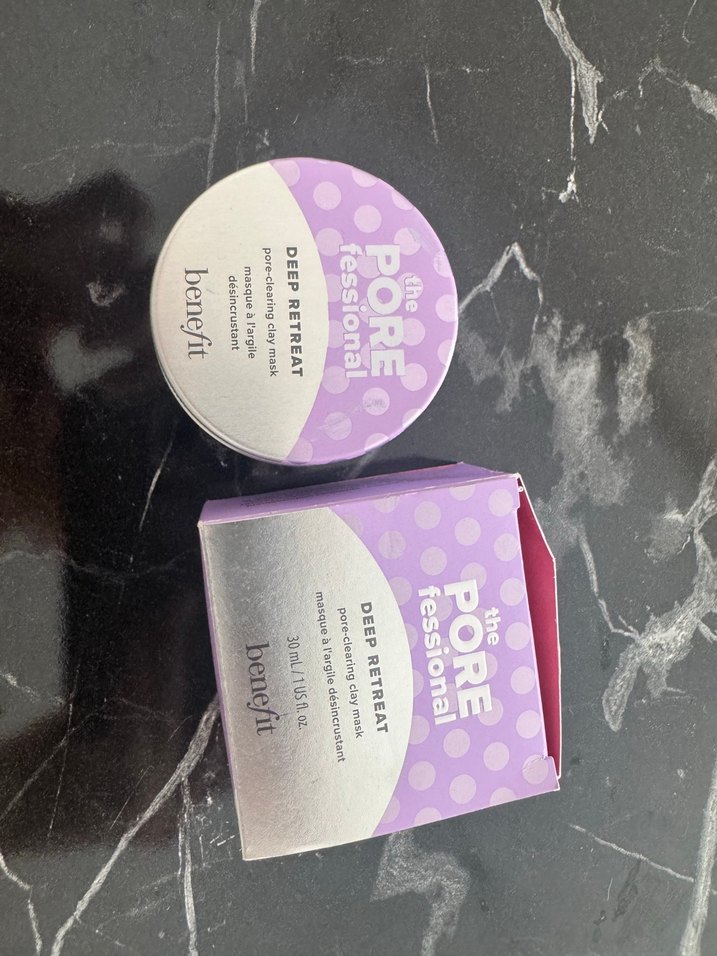 the
PORE
fessional
DEEP RETREAT
pore-clearing clay mask
masque à l'argile
désincrustant
benefit
the
PORE
fessional
DEEP RETREAT
pore-clearing clay mask
masque à l'argile désincrustant
30 mL / 1 US fl. oz.
benefit